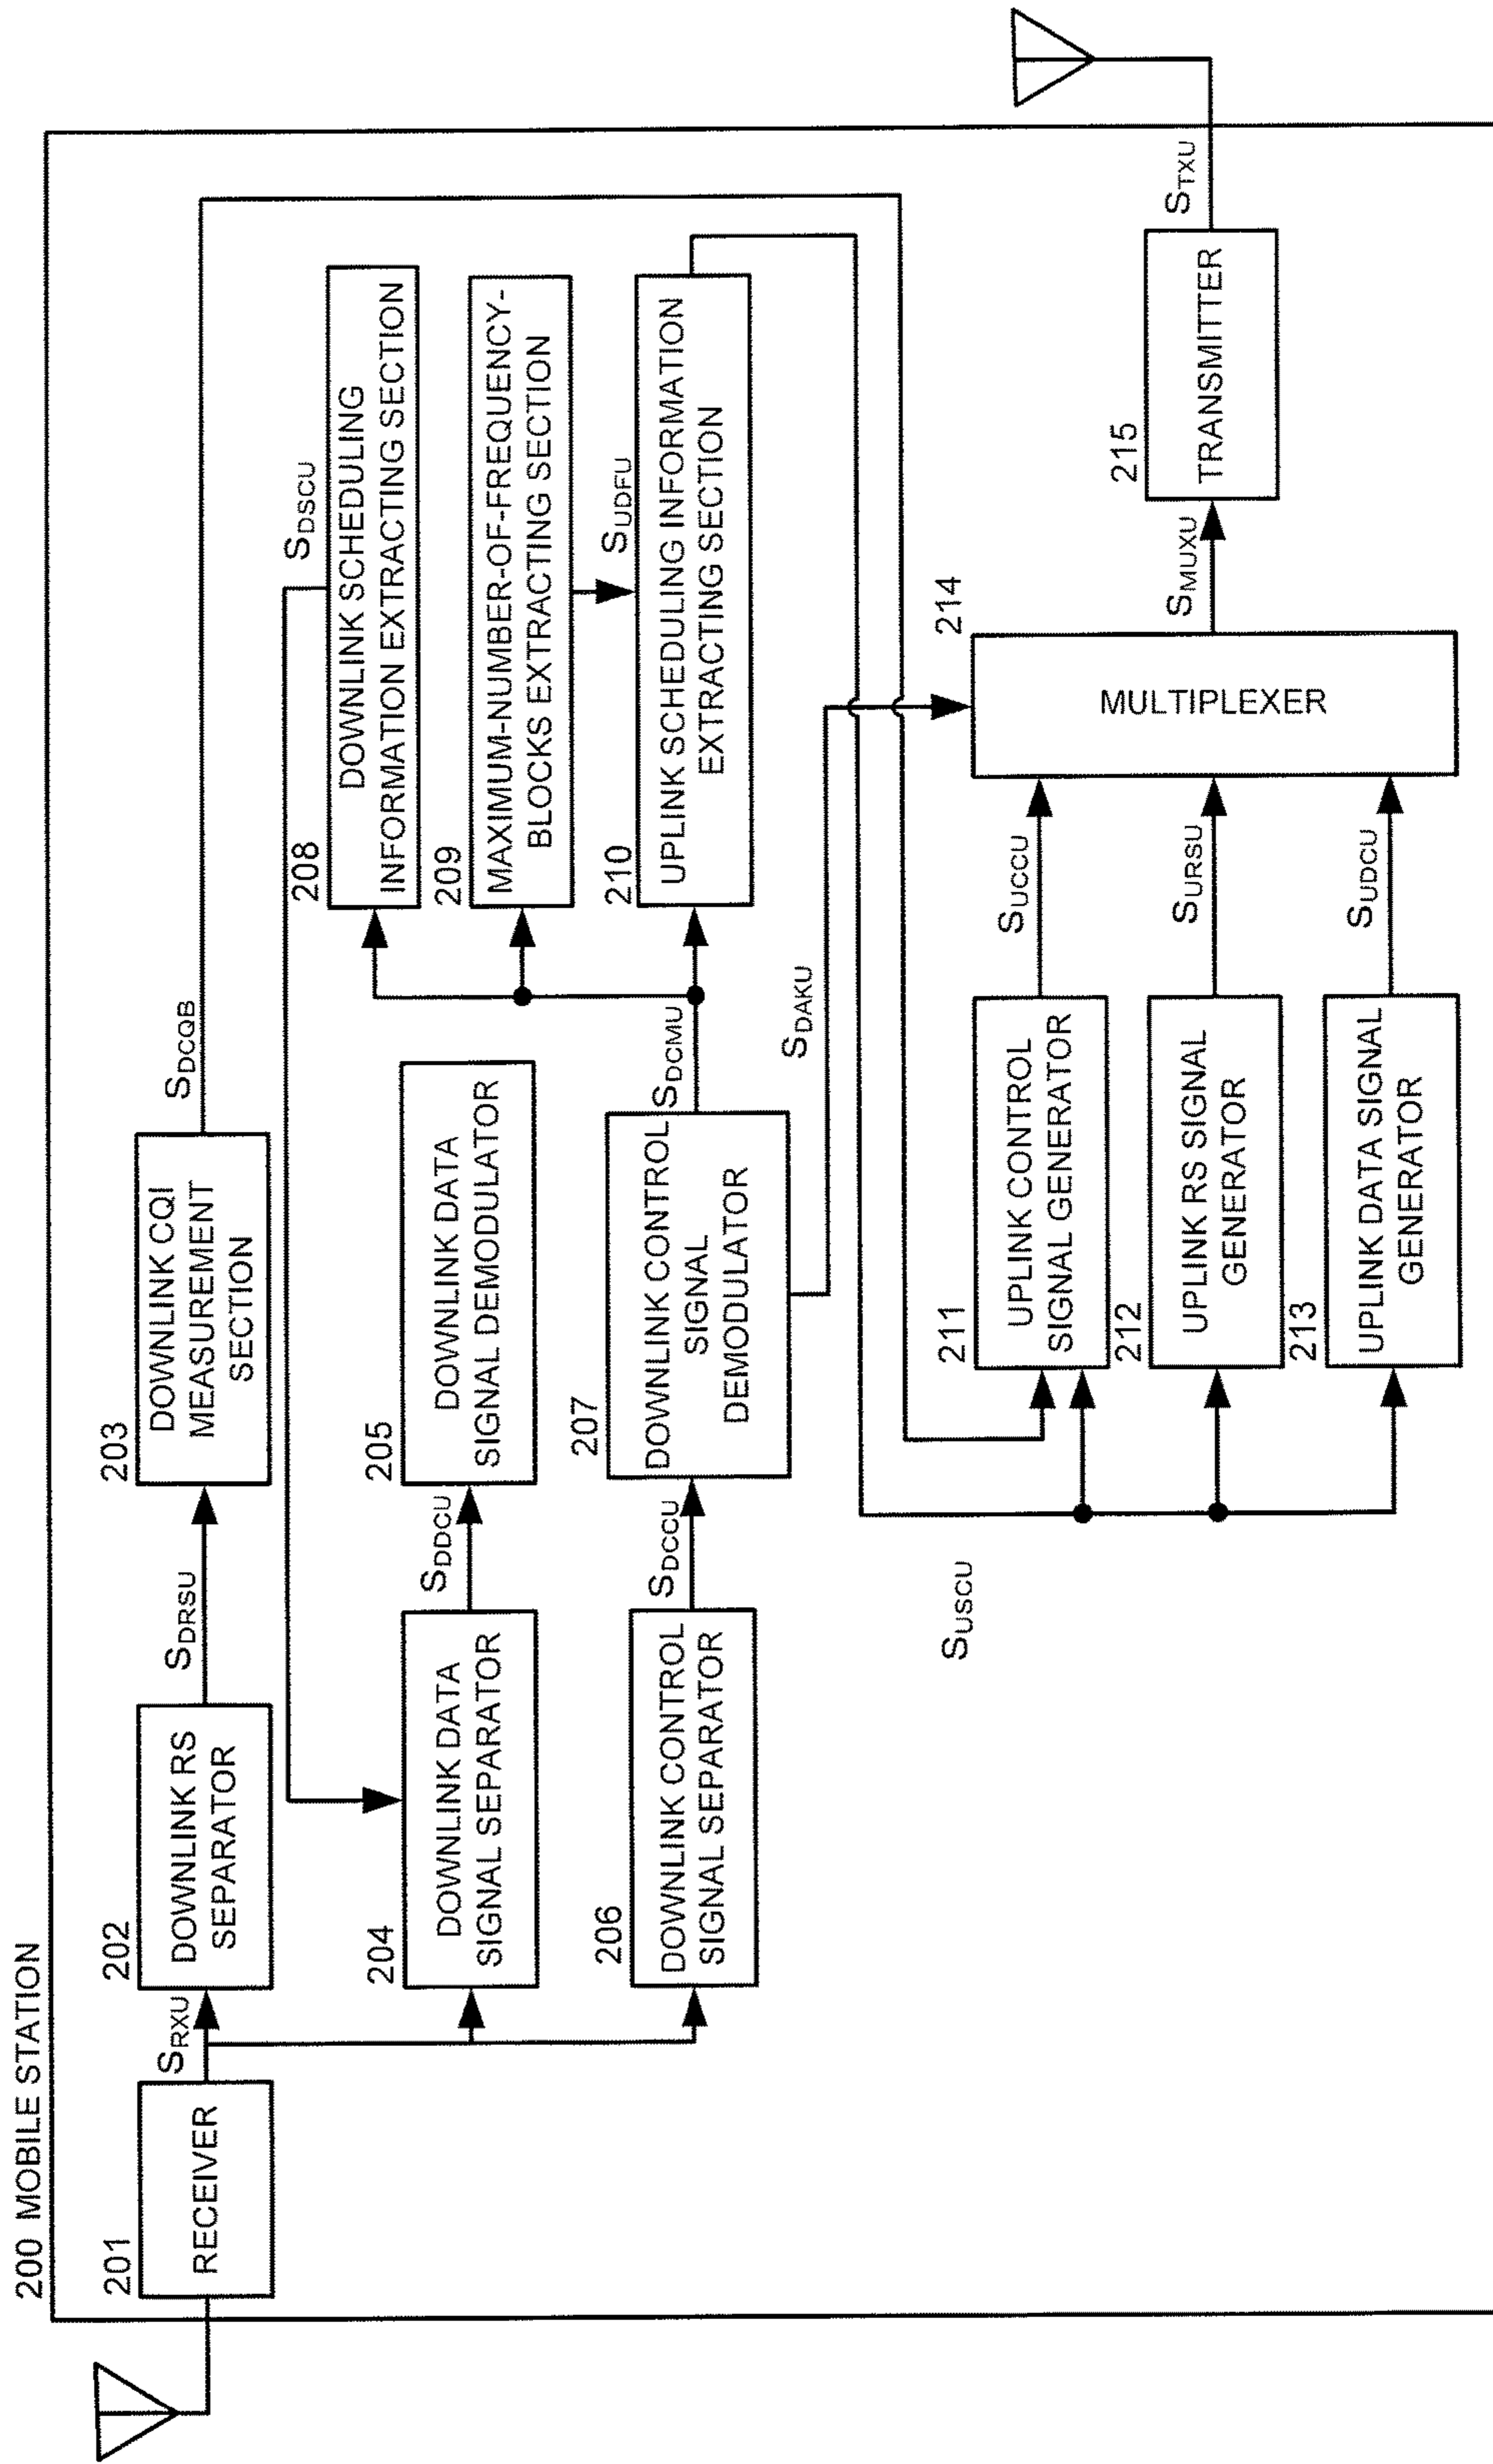 200 MOBILE STATION
201
RECEIVER
SRXU
202
DOWNLINK RS
SEPARATOR
SDRSU
203
DOWNLINK CQI
MEASUREMENT
SECTION
SDCQB
204
DOWNLINK DATA
SIGNAL SEPARATOR
SDDCU
205
DOWNLINK DATA
SIGNAL DEMODULATOR
206
DOWNLINK CONTROL
SIGNAL SEPARATOR
SDCCU
207
DOWNLINK CONTROL
SIGNAL
DEMODULATOR
SDCMU
SDAKU
208
DOWNLINK SCHEDULING
INFORMATION EXTRACTING SECTION
SDSCU
209
MAXIMUM-NUMBER-OF-FREQUENCY-
BLOCKS EXTRACTING SECTION
SUDFU
210
UPLINK SCHEDULING INFORMATION
EXTRACTING SECTION
SUSCU
211
UPLINK CONTROL
SIGNAL GENERATOR
SUCCU
212
UPLINK RS SIGNAL
GENERATOR
SURSU
213
UPLINK DATA SIGNAL
GENERATOR
SUDCU
214
MULTIPLEXER
SMUXU
215
TRANSMITTER
STXU